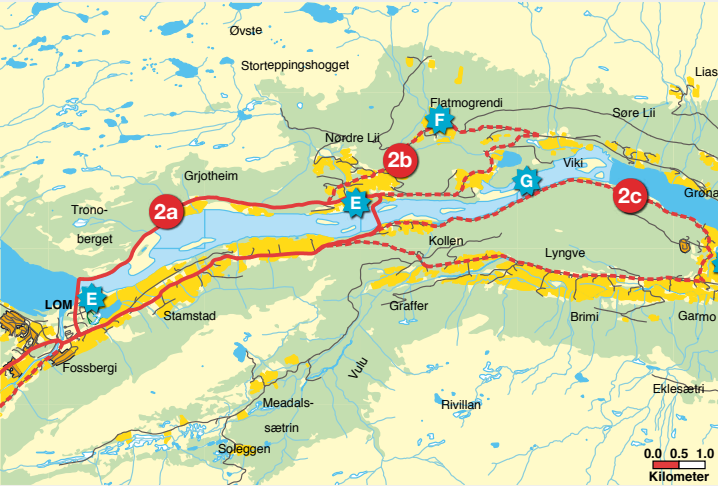 Øvste
Storteppingshogget
Lias
Flatmogrendi
F
Søre Lii
Nørdre Lii
2b
Viki
Grjotheim
G
2a
E
2c
Grøna
Trono-
berget
Kollen
Lyngve
E
LOM
Stamstad
Graffer
Brimi
Garmo
Fossbergi
Vulu
Meadals-
sætrin
Rivillan
Eklesætri
Soleggen
0.0 0.5 1.0
Kilometer